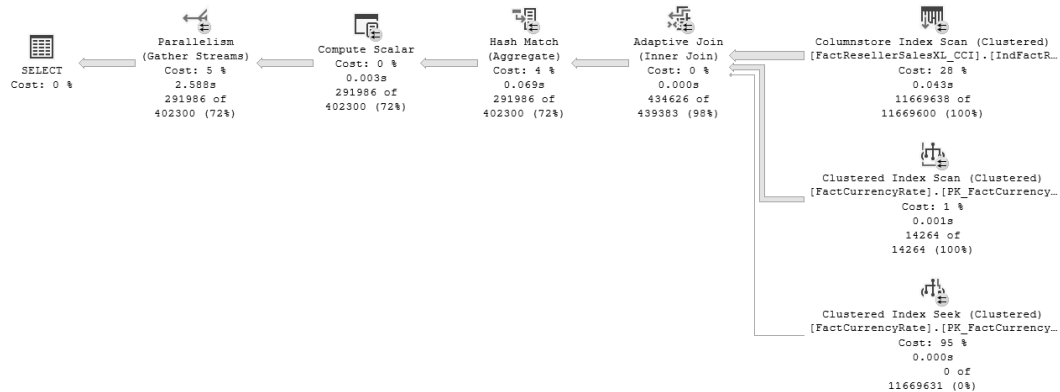 SELECT
Cost: 0 %
Parallelism
(Gather Streams)
Cost: 5 %
2.588s
291986 of
402300 (72%)
Compute Scalar
Cost: 0 %
0.003s
291986 of
402300 (72%)
Hash Match
(Aggregate)
Cost: 4 %
0.069s
291986 of
402300 (72%)
Adaptive Join
(Inner Join)
Cost: 0 %
0.000s
434626 of
439383 (98%)
Columnstore Index Scan (Clustered)
[FactResellerSalesXL_CCI].[IndFactR…
Cost: 28 %
0.043s
11669638 of
11669600 (100%)
Clustered Index Scan (Clustered)
[FactCurrencyRate].[PK_FactCurrency…
Cost: 1 %
0.001s
14264 of
14264 (100%)
Clustered Index Seek (Clustered)
[FactCurrencyRate].[PK_FactCurrency…
Cost: 95 %
0.000s
0 of
11669631 (0%)